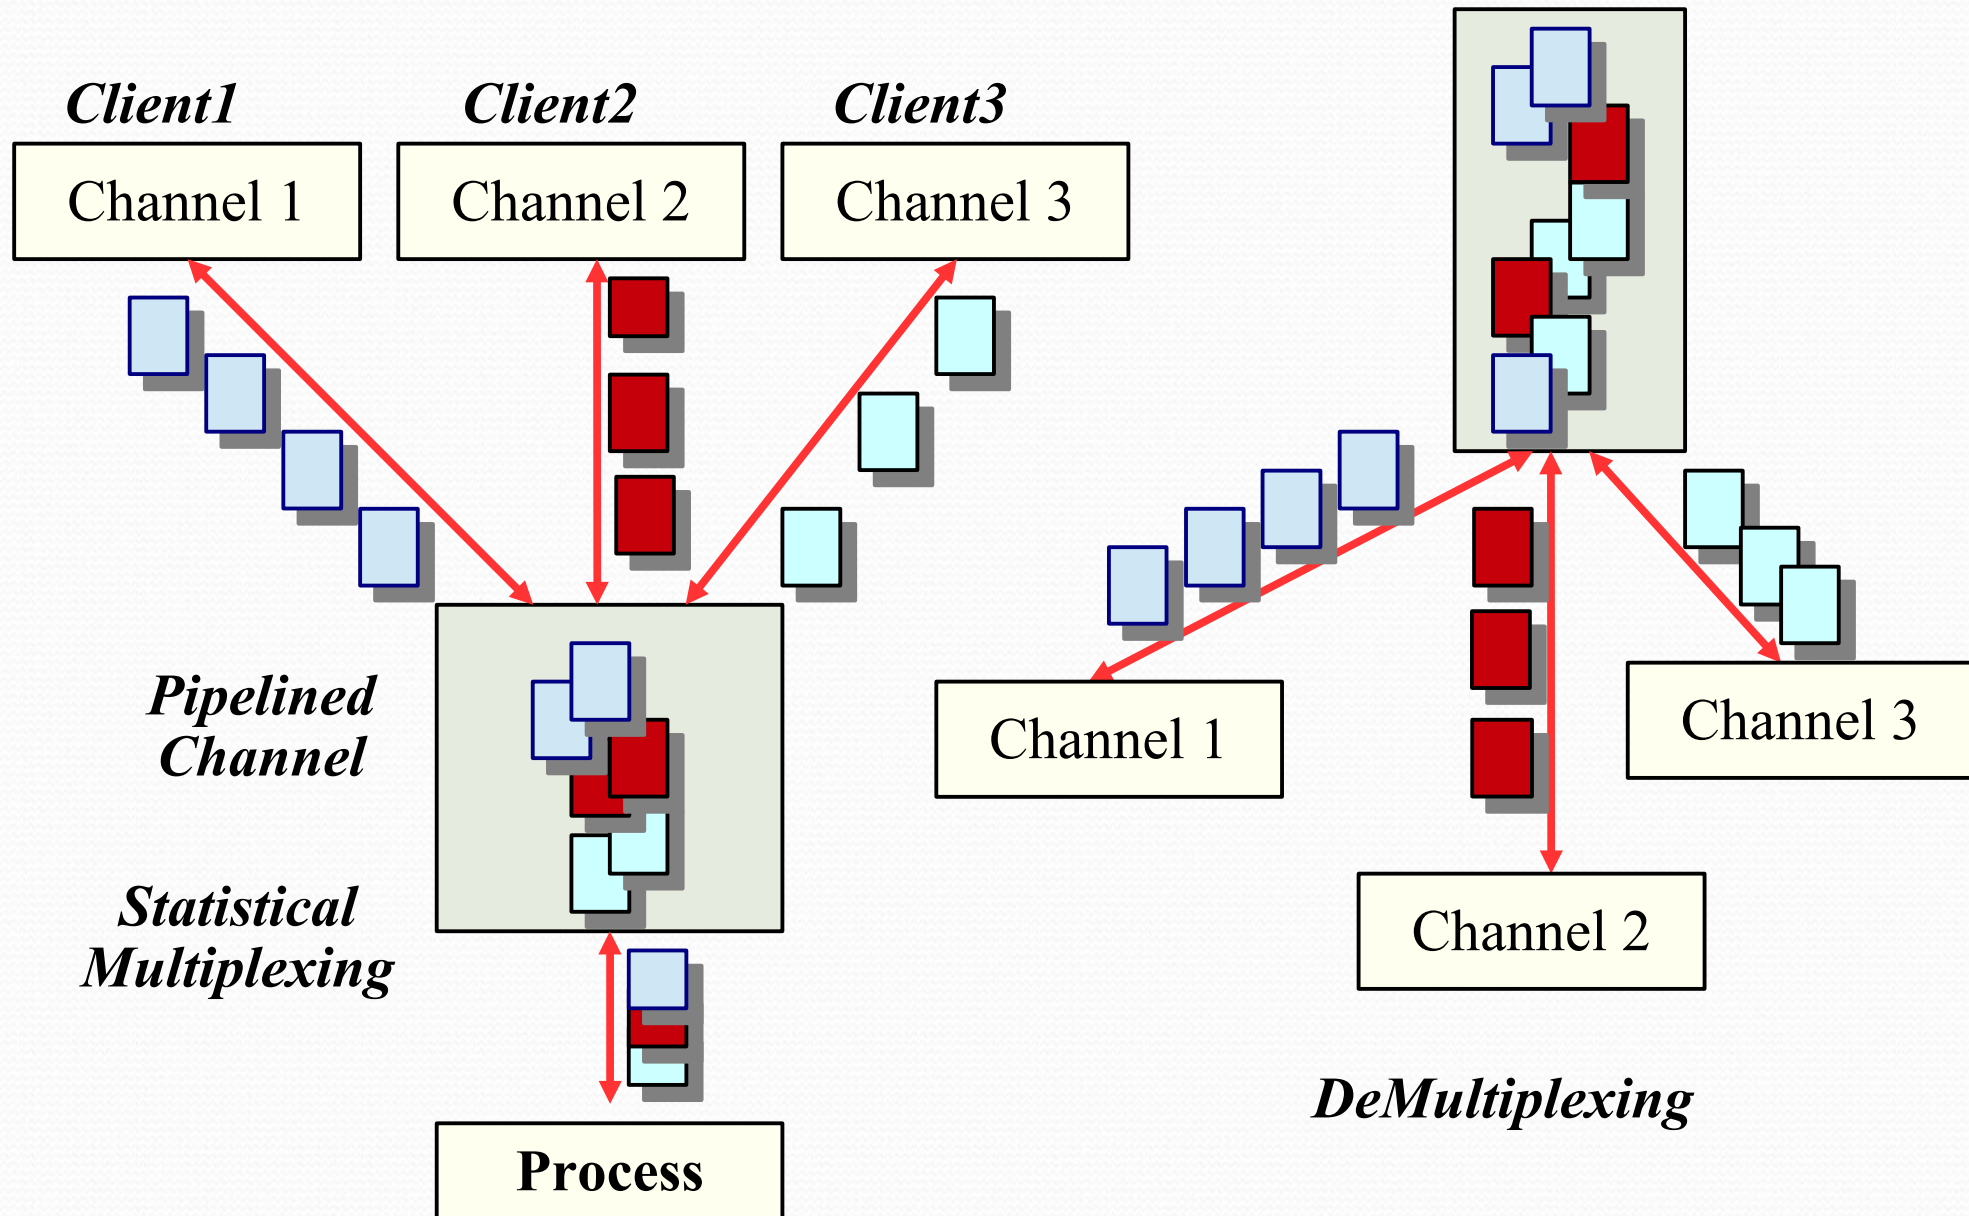 Client1
Client2
Client3
Channel 1
Channel 2
Channel 3
Pipelined
Channel
Statistical
Multiplexing
Process
Channel 1
Channel 3
Channel 2
DeMultiplexing